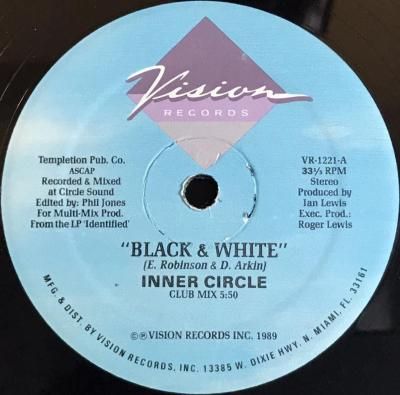 Vision
RECORDS
Templetion Pub. Co.
ASCAP
Recorded & Mixed
at Circle Sound
Edited by: Phil Jones
For Multi-Mix Prod.
From the LP 'Identified'
VR-1221-A
33⅓ RPM
Stereo
Produced by
Ian Lewis
Exec. Prod.:
Roger Lewis
"BLACK & WHITE"
(E. Robinson & D. Arkin)
INNER CIRCLE
CLUB MIX 5:50
©℗ VISION RECORDS INC. 1989
MFG. & DIST. BY VISION RECORDS, INC. 13385 W. DIXIE HWY. N. MIAMI, FL. 33161